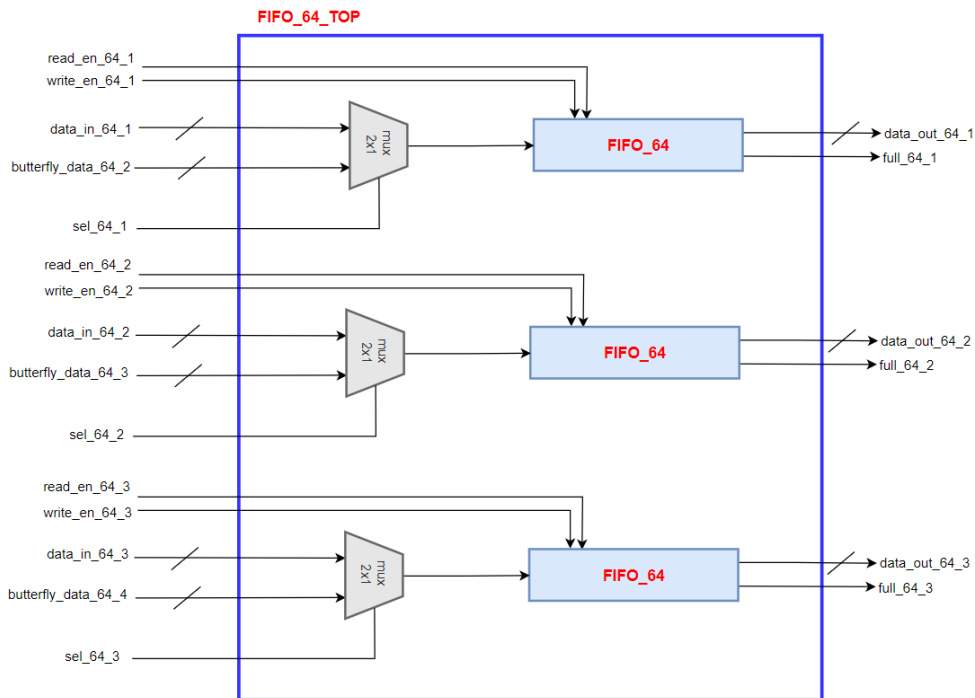 FIFO_64_TOP
read_en_64_1
write_en_64_1
data_in_64_1
mux
2x1
FIFO_64
data_out_64_1
butterfly_data_64_2
full_64_1
sel_64_1
read_en_64_2
write_en_64_2
data_in_64_2
mux
2x1
FIFO_64
data_out_64_2
butterfly_data_64_3
full_64_2
sel_64_2
read_en_64_3
write_en_64_3
data_in_64_3
mux
2x1
FIFO_64
data_out_64_3
butterfly_data_64_4
full_64_3
sel_64_3